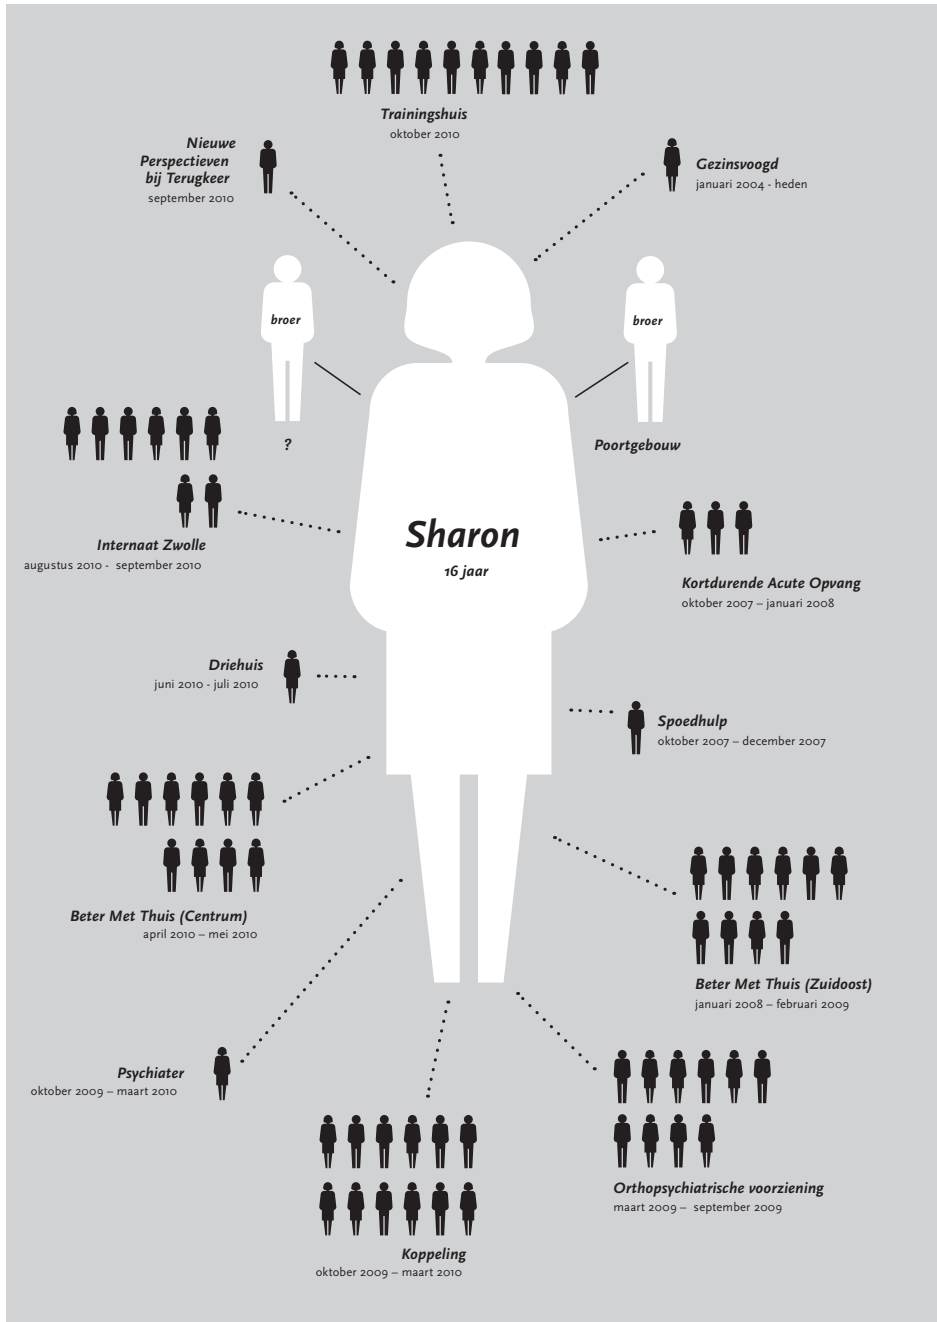 Trainingshuis
oktober 2010
Nieuwe
Perspectieven
bij Terugkeer
september 2010
Gezinsvoogd
januari 2004 - heden
broer
broer
?
Poortgebouw
Sharon
16 jaar
Internaat Zwolle
augustus 2010 - september 2010
Kortdurende Acute Opvang
oktober 2007 – januari 2008
Driehuis
juni 2010 - juli 2010
Spoedhulp
oktober 2007 – december 2007
Beter Met Thuis (Centrum)
april 2010 – mei 2010
Beter Met Thuis (Zuidoost)
januari 2008 – februari 2009
Psychiater
oktober 2009 – maart 2010
Orthopsychiatrische voorziening
maart 2009 – september 2009
Koppeling
oktober 2009 – maart 2010